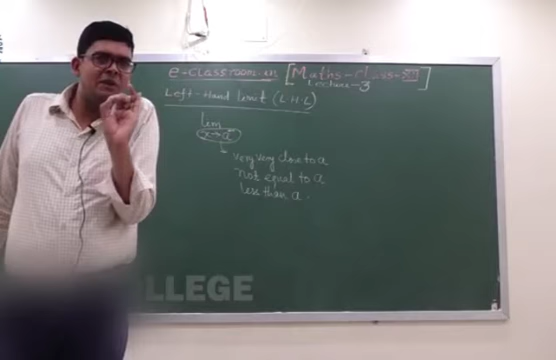 e-classroom in [Maths-class-XI]
Lecture-3
Left-Hand limit (L.H.L)
lim
x→a⁻
very very close to a
not equal to a
less than a.
LLEGE